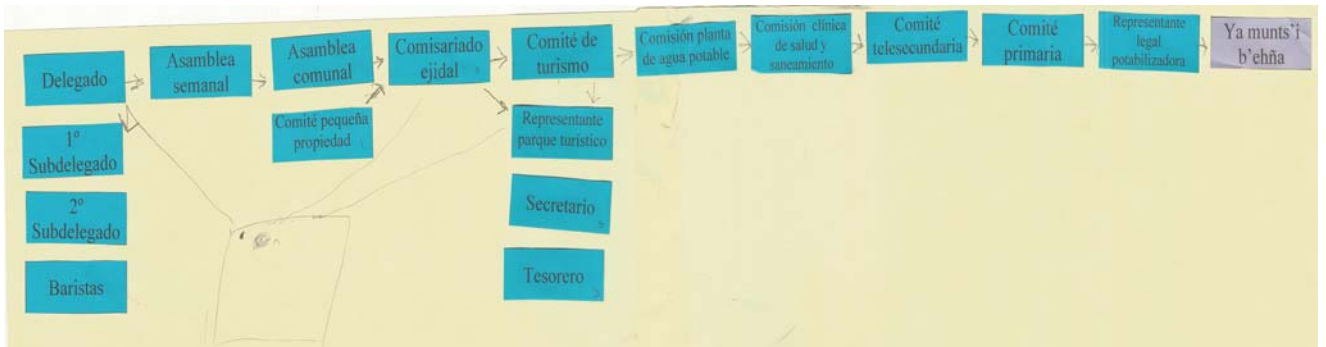 Delegado
Asamblea
semanal
Asamblea
comunal
Comisariado
ejidal
Comité de
turismo
Comisión planta
de agua potable
Comisión clínica
de salud y
saneamiento
Comité
telesecundaria
Comité
primaria
Representante
legal
potabilizadora
Ya munts’i
b’ehña
1º
Subdelegado
Comité pequeña
propiedad
Representante
parque turístico
2º
Subdelegado
Secretario
Baristas
Tesorero